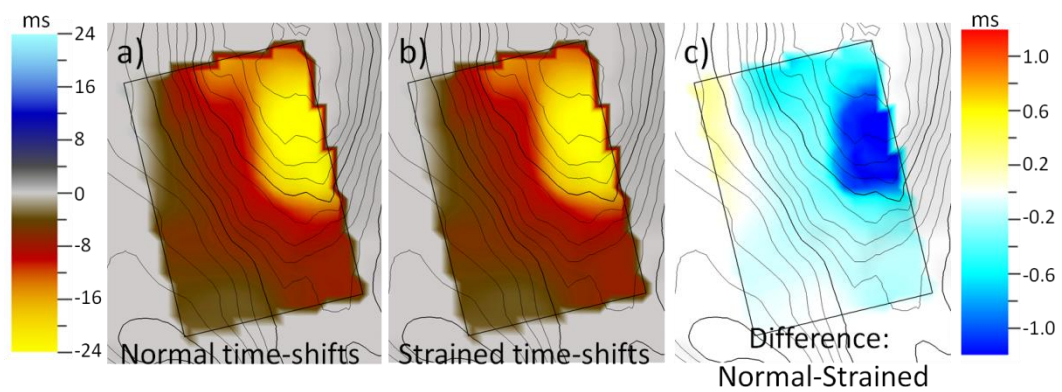 ms
24
16
8
0
-8
-16
-24
a)
Normal time-shifts
b)
Strained time-shifts
c)
Difference:
Normal-Strained
ms
1.0
0.6
0.2
-0.2
-0.6
-1.0